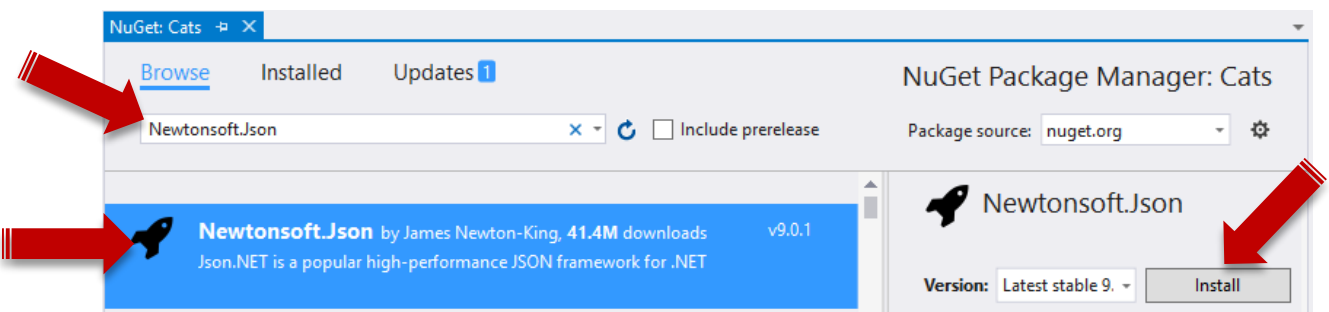 NuGet: Cats
Browse Installed Updates 1
NuGet Package Manager: Cats
Newtonsoft.Json
Include prerelease
Package source: nuget.org
Newtonsoft.Json by James Newton-King, 41.4M downloads v9.0.1
Json.NET is a popular high-performance JSON framework for .NET
Newtonsoft.Json
Version: Latest stable 9. Install